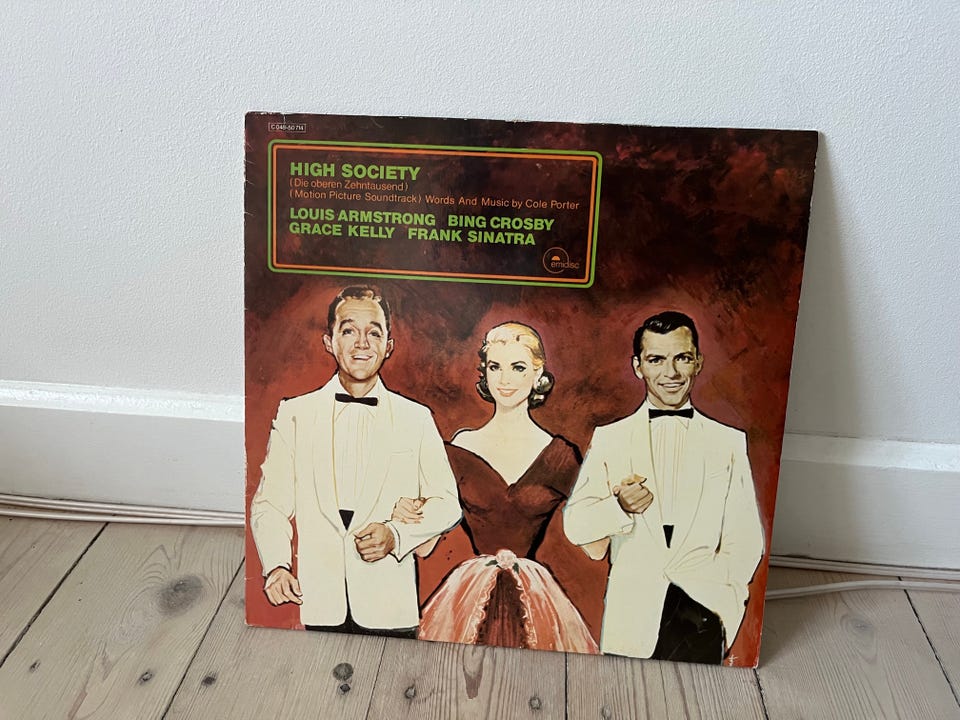 C 048-50 714
HIGH SOCIETY
(Die oberen Zehntausend)
(Motion Picture Soundtrack) Words And Music by Cole Porter
LOUIS ARMSTRONG BING CROSBY
GRACE KELLY FRANK SINATRA
emidisc